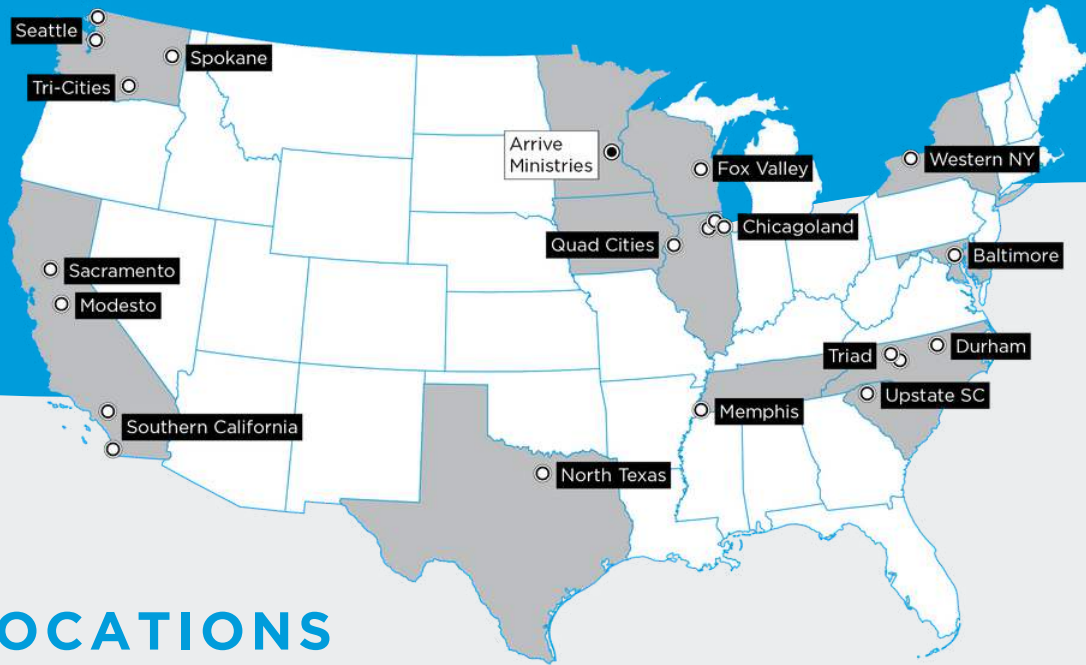 Seattle
Spokane
Tri-Cities
Arrive
Ministries
Fox Valley
Western NY
Chicagoland
Quad Cities
Baltimore
Sacramento
Modesto
Triad
Durham
Upstate SC
Memphis
Southern California
North Texas
OCATIONS